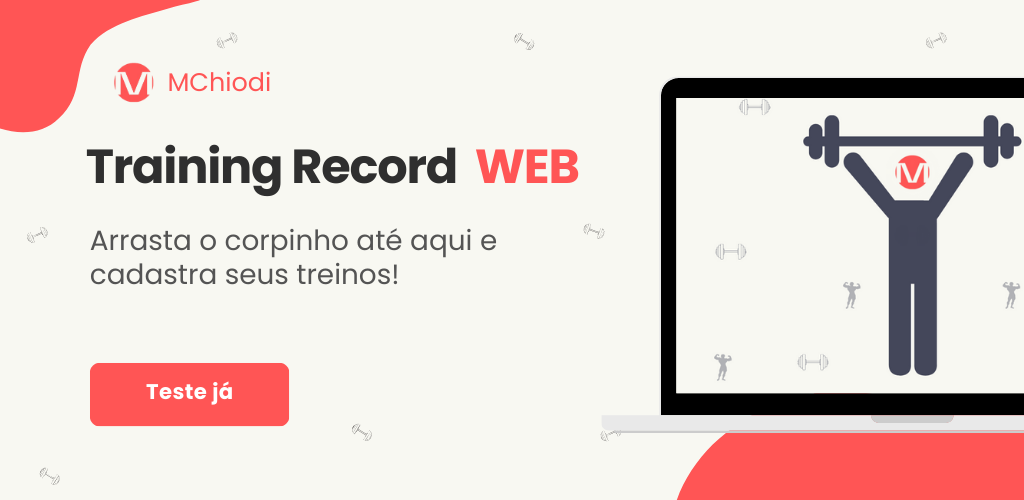 MChiodi
Training Record WEB
Arrasta o corpinho até aqui e
cadastra seus treinos!
Teste já